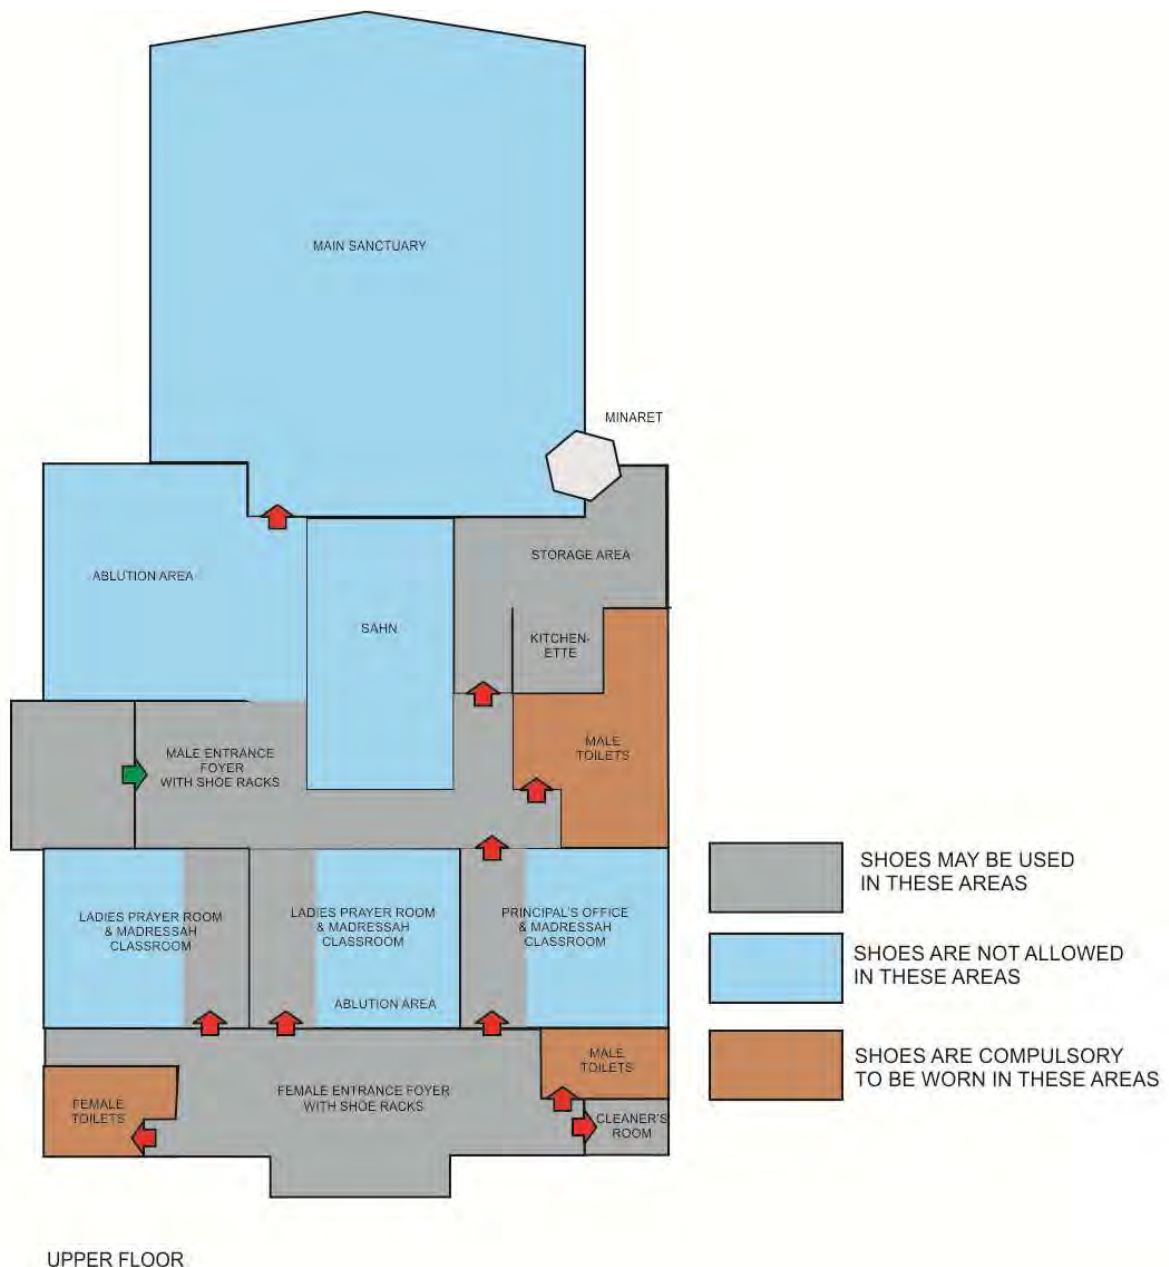 MAIN SANCTUARY
MINARET
STORAGE AREA
ABLUTION AREA
SAHN
KITCHEN-
ETTE
MALE ENTRANCE
FOYER
WITH SHOE RACKS
MALE
TOILETS
LADIES PRAYER ROOM
& MADRESSAH
CLASSROOM
LADIES PRAYER ROOM
& MADRESSAH
CLASSROOM
ABLUTION AREA
PRINCIPAL'S OFFICE
& MADRESSAH
CLASSROOM
FEMALE
TOILETS
FEMALE ENTRANCE FOYER
WITH SHOE RACKS
MALE
TOILETS
CLEANER'S
ROOM
SHOES MAY BE USED
IN THESE AREAS
SHOES ARE NOT ALLOWED
IN THESE AREAS
SHOES ARE COMPULSORY
TO BE WORN IN THESE AREAS
UPPER FLOOR